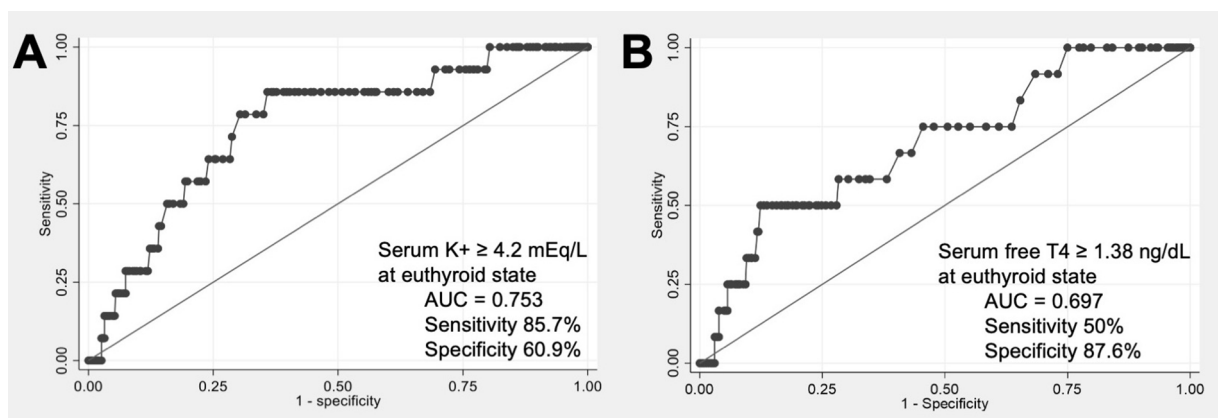 A
1.00
0.75
0.50
0.25
0.00
Sensitivity
Serum K+ ≥ 4.2 mEq/L
at euthyroid state
AUC = 0.753
Sensitivity 85.7%
Specificity 60.9%
0.00 0.25 0.50 0.75 1.00
1 - specificity
B
1.00
0.75
0.50
0.25
0.00
Sensitivity
Serum free T4 ≥ 1.38 ng/dL
at euthyroid state
AUC = 0.697
Sensitivity 50%
Specificity 87.6%
0.00 0.25 0.50 0.75 1.00
1 - Specificity